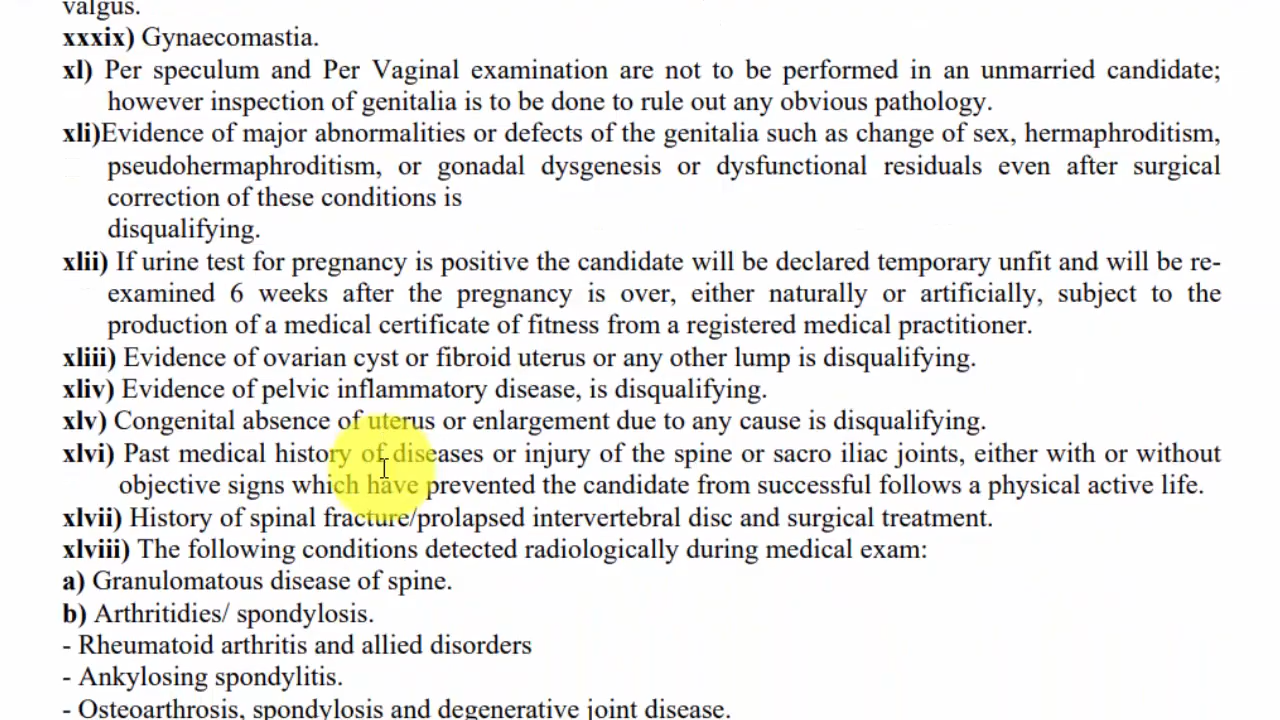 valgus.
xxxix) Gynaecomastia.
xl) Per speculum and Per Vaginal examination are not to be performed in an unmarried candidate;
however inspection of genitalia is to be done to rule out any obvious pathology.
xli)Evidence of major abnormalities or defects of the genitalia such as change of sex, hermaphroditism,
pseudohermaphroditism, or gonadal dysgenesis or dysfunctional residuals even after surgical
correction of these conditions is
disqualifying.
xlii) If urine test for pregnancy is positive the candidate will be declared temporary unfit and will be re-
examined 6 weeks after the pregnancy is over, either naturally or artificially, subject to the
production of a medical certificate of fitness from a registered medical practitioner.
xliii) Evidence of ovarian cyst or fibroid uterus or any other lump is disqualifying.
xliv) Evidence of pelvic inflammatory disease, is disqualifying.
xlv) Congenital absence of uterus or enlargement due to any cause is disqualifying.
xlvi) Past medical history of diseases or injury of the spine or sacro iliac joints, either with or without
objective signs which have prevented the candidate from successful follows a physical active life.
xlvii) History of spinal fracture/prolapsed intervertebral disc and surgical treatment.
xlviii) The following conditions detected radiologically during medical exam:
a) Granulomatous disease of spine.
b) Arthritidies/ spondylosis.
- Rheumatoid arthritis and allied disorders
- Ankylosing spondylitis.
- Osteoarthrosis, spondylosis and degenerative joint disease.